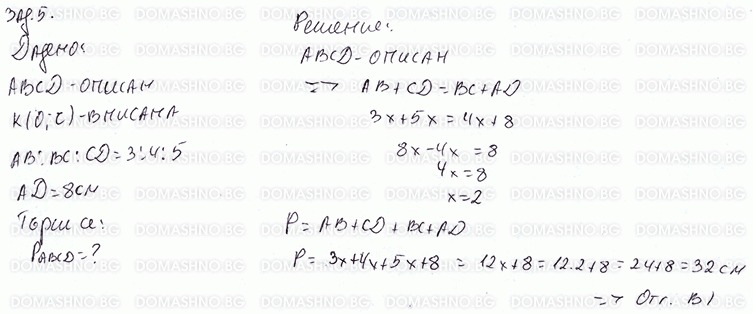 Зад. 5.
Дадено:
ABCD - описан
k(O; r) - вписана
AB : BC : CD = 3 : 4 : 5
AD = 8 см
Търси се:
P_ABCD = ?
Решение:
ABCD - описан
=> AB + CD = BC + AD
3x + 5x = 4x + 8
8x - 4x = 8
4x = 8
x = 2
P = AB + CD + BC + AD
P = 3x + 4x + 5x + 8 = 12x + 8 = 12.2 + 8 = 24 + 8 = 32 см
=> Отг. В)
DOMASHNO.BG